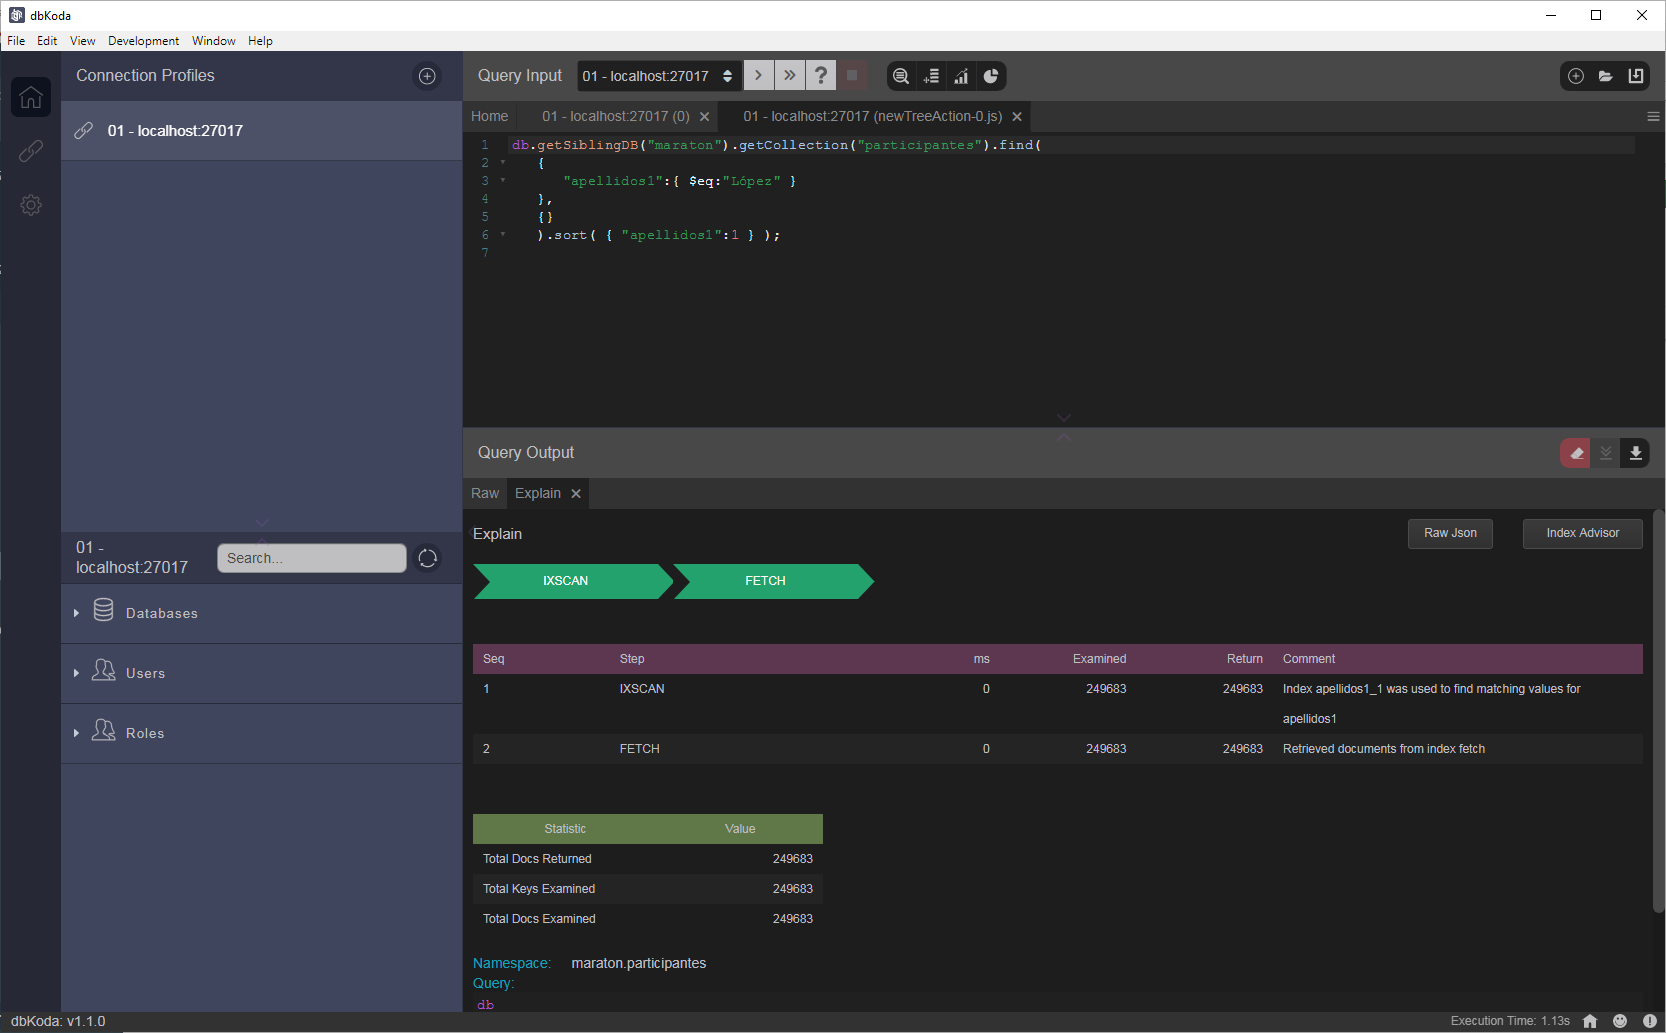 dbKoda
File Edit View Development Window Help
Connection Profiles
01 - localhost:27017
Query Input 01 - localhost:27017
Home 01 - localhost:27017 (0) 01 - localhost:27017 (newTreeAction-0.js)
1 db.getSiblingDB("maraton").getCollection("participantes").find(
2 {
3 "apellidos1":{ $eq:"López" }
4 },
5 {}
6 ).sort( { "apellidos1":1 } );
7
Query Output
Raw Explain
Explain
Raw Json Index Advisor
IXSCAN FETCH
Seq Step ms Examined Return Comment
1 IXSCAN 0 249683 249683 Index apellidos1_1 was used to find matching values for
apellidos1
2 FETCH 0 249683 249683 Retrieved documents from index fetch
Statistic Value
Total Docs Returned 249683
Total Keys Examined 249683
Total Docs Examined 249683
Namespace: maraton.participantes
Query:
db
01 -
localhost:27017
Search...
Databases
Users
Roles
dbKoda: v1.1.0
Execution Time: 1.13s